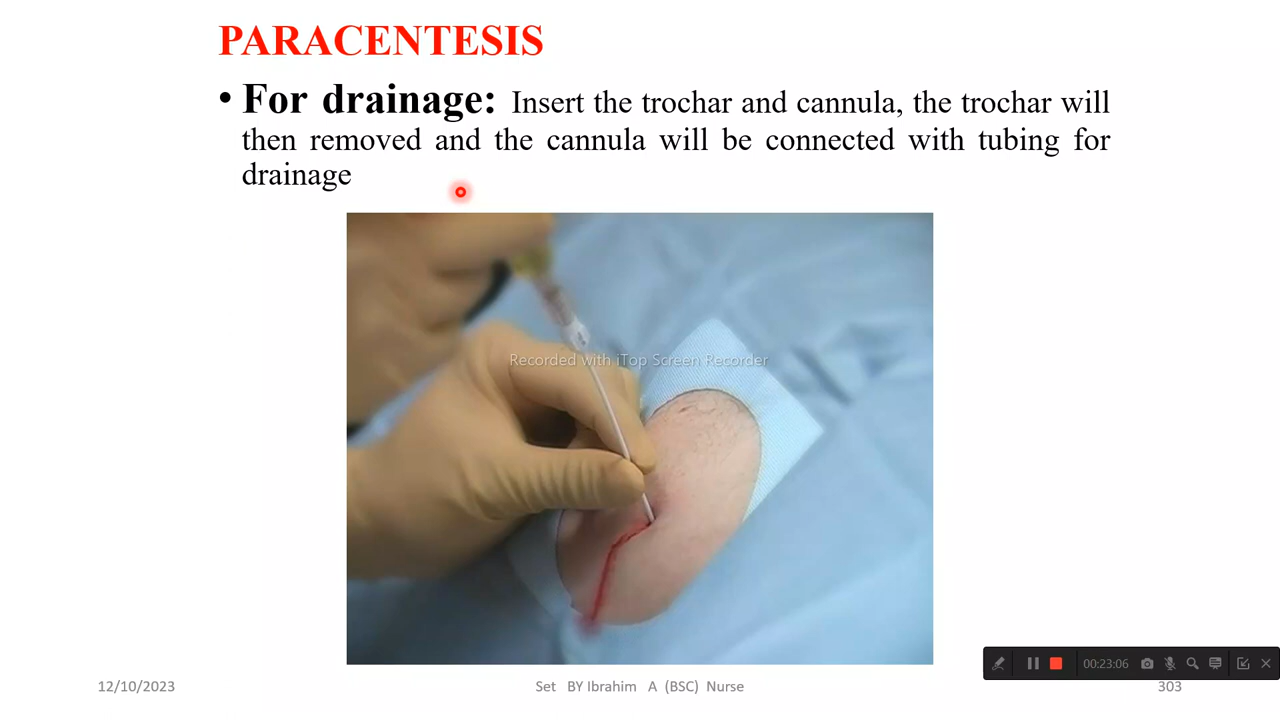 PARACENTESIS
• For drainage: Insert the trochar and cannula, the trochar will
then removed and the cannula will be connected with tubing for
drainage
Recorded with iTop Screen Recorder
00:23:06
12/10/2023
Set BY Ibrahim A (BSC) Nurse
303